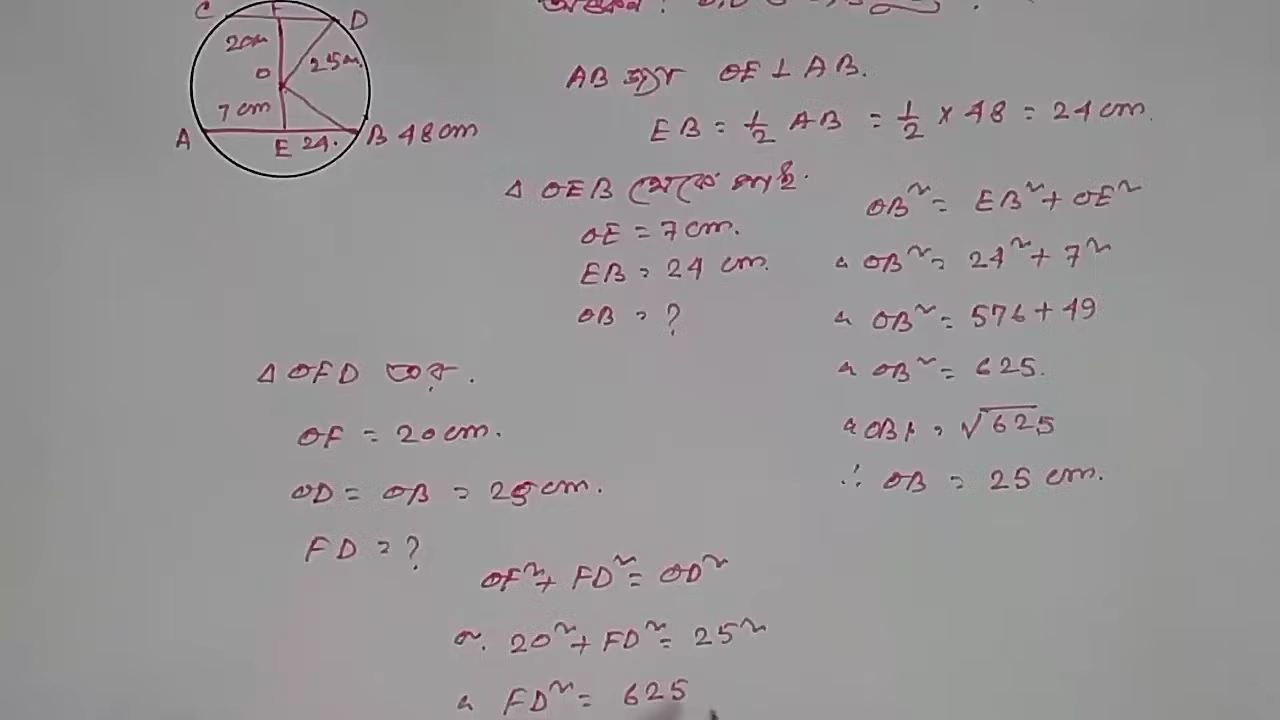 C F D
20cm
25cm
O
7cm
A E 24. B 48cm
AB জ্যা OE ⊥ AB.
EB = 1/2 AB = 1/2 × 48 = 24 cm.
Δ OEB থেকে পাই.
OE = 7cm.
EB = 24 cm.
OB = ?
OB² = EB² + OE²
বা OB² = 24² + 7²
বা OB² = 576 + 49
বা OB² = 625.
বা OB = √625
∴ OB = 25 cm.
Δ OFD এর.
OF = 20cm.
OD = OB = 25cm.
FD = ?
OF² + FD² = OD²
বা. 20² + FD² = 25²
বা FD² = 625